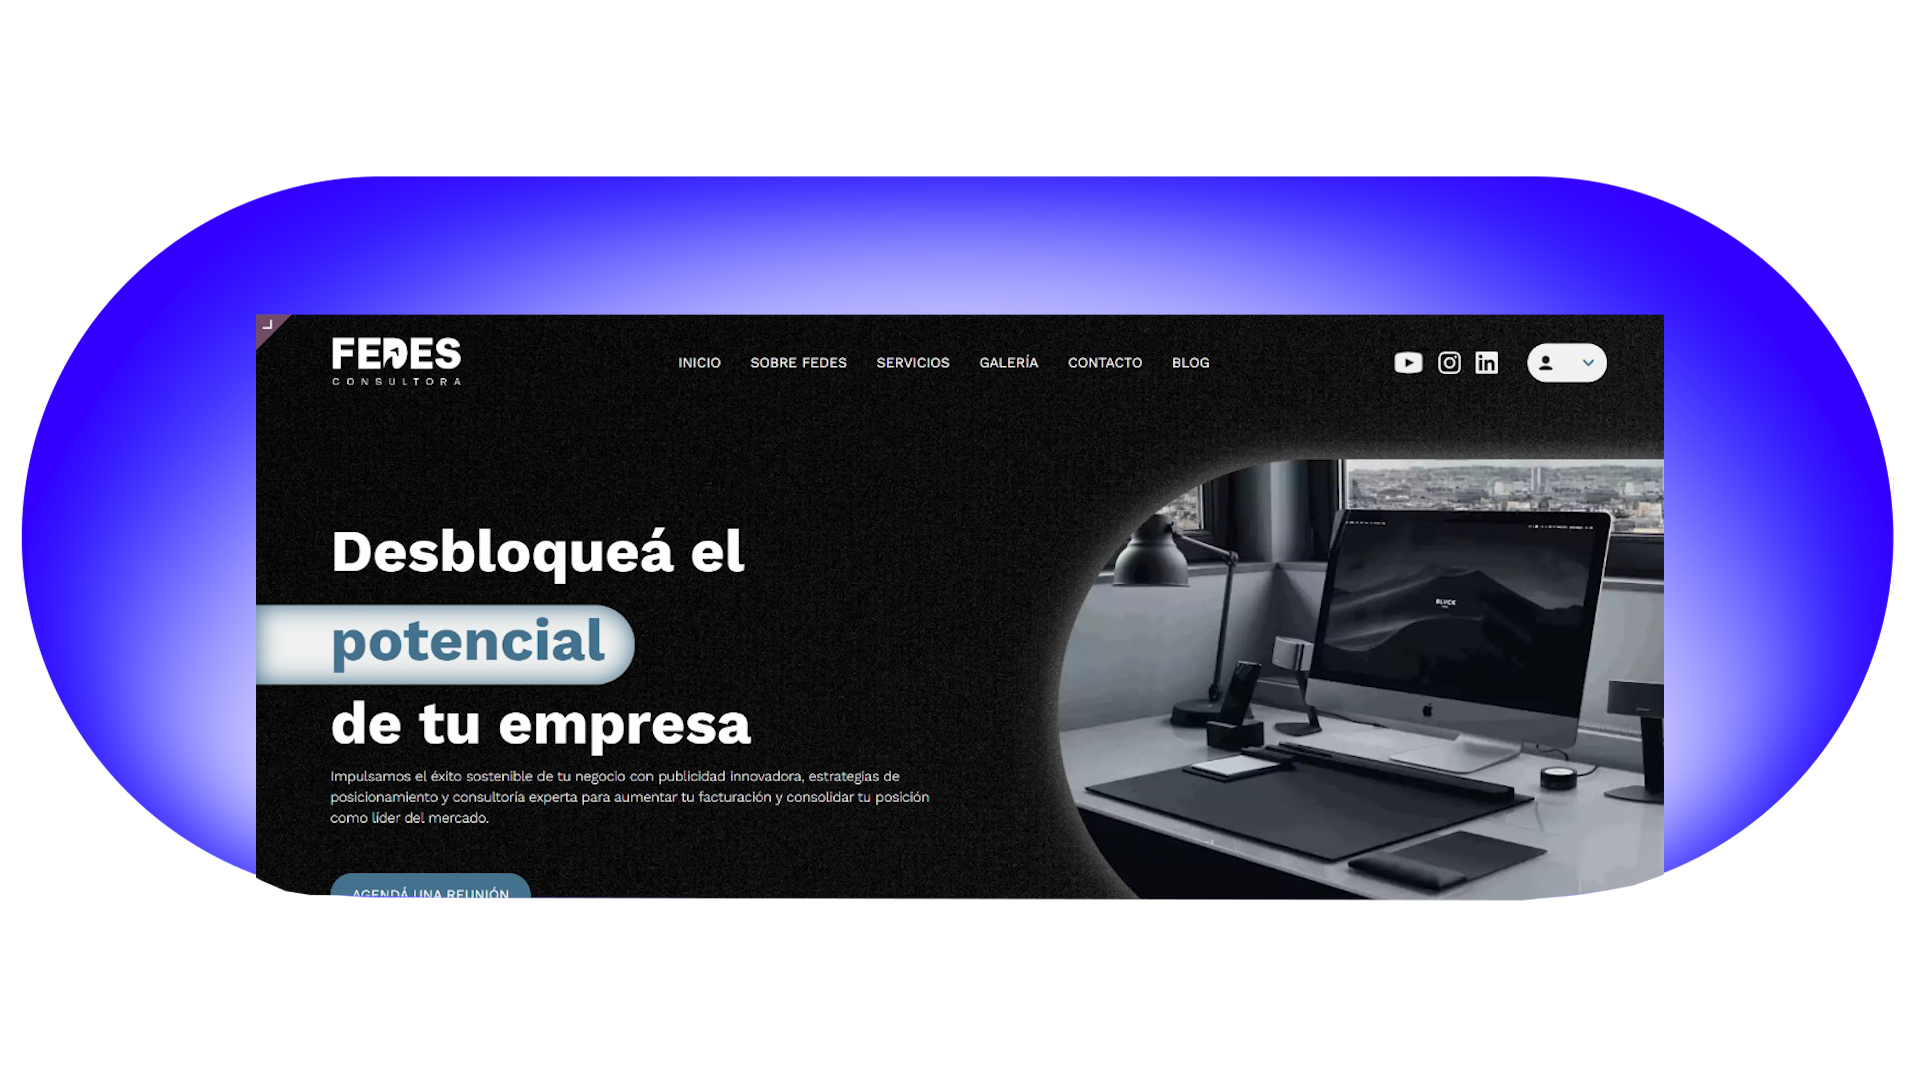 FEDES
CONSULTORA
INICIO SOBRE FEDES SERVICIOS GALERÍA CONTACTO BLOG
in
Desbloqueá el
potencial
de tu empresa
Impulsamos el éxito sostenible de tu negocio con publicidad innovadora, estrategias de
posicionamiento y consultoría experta para aumentar tu facturación y consolidar tu posición
como líder del mercado.
AGENDÁ UNA REUNIÓN
BLVCK